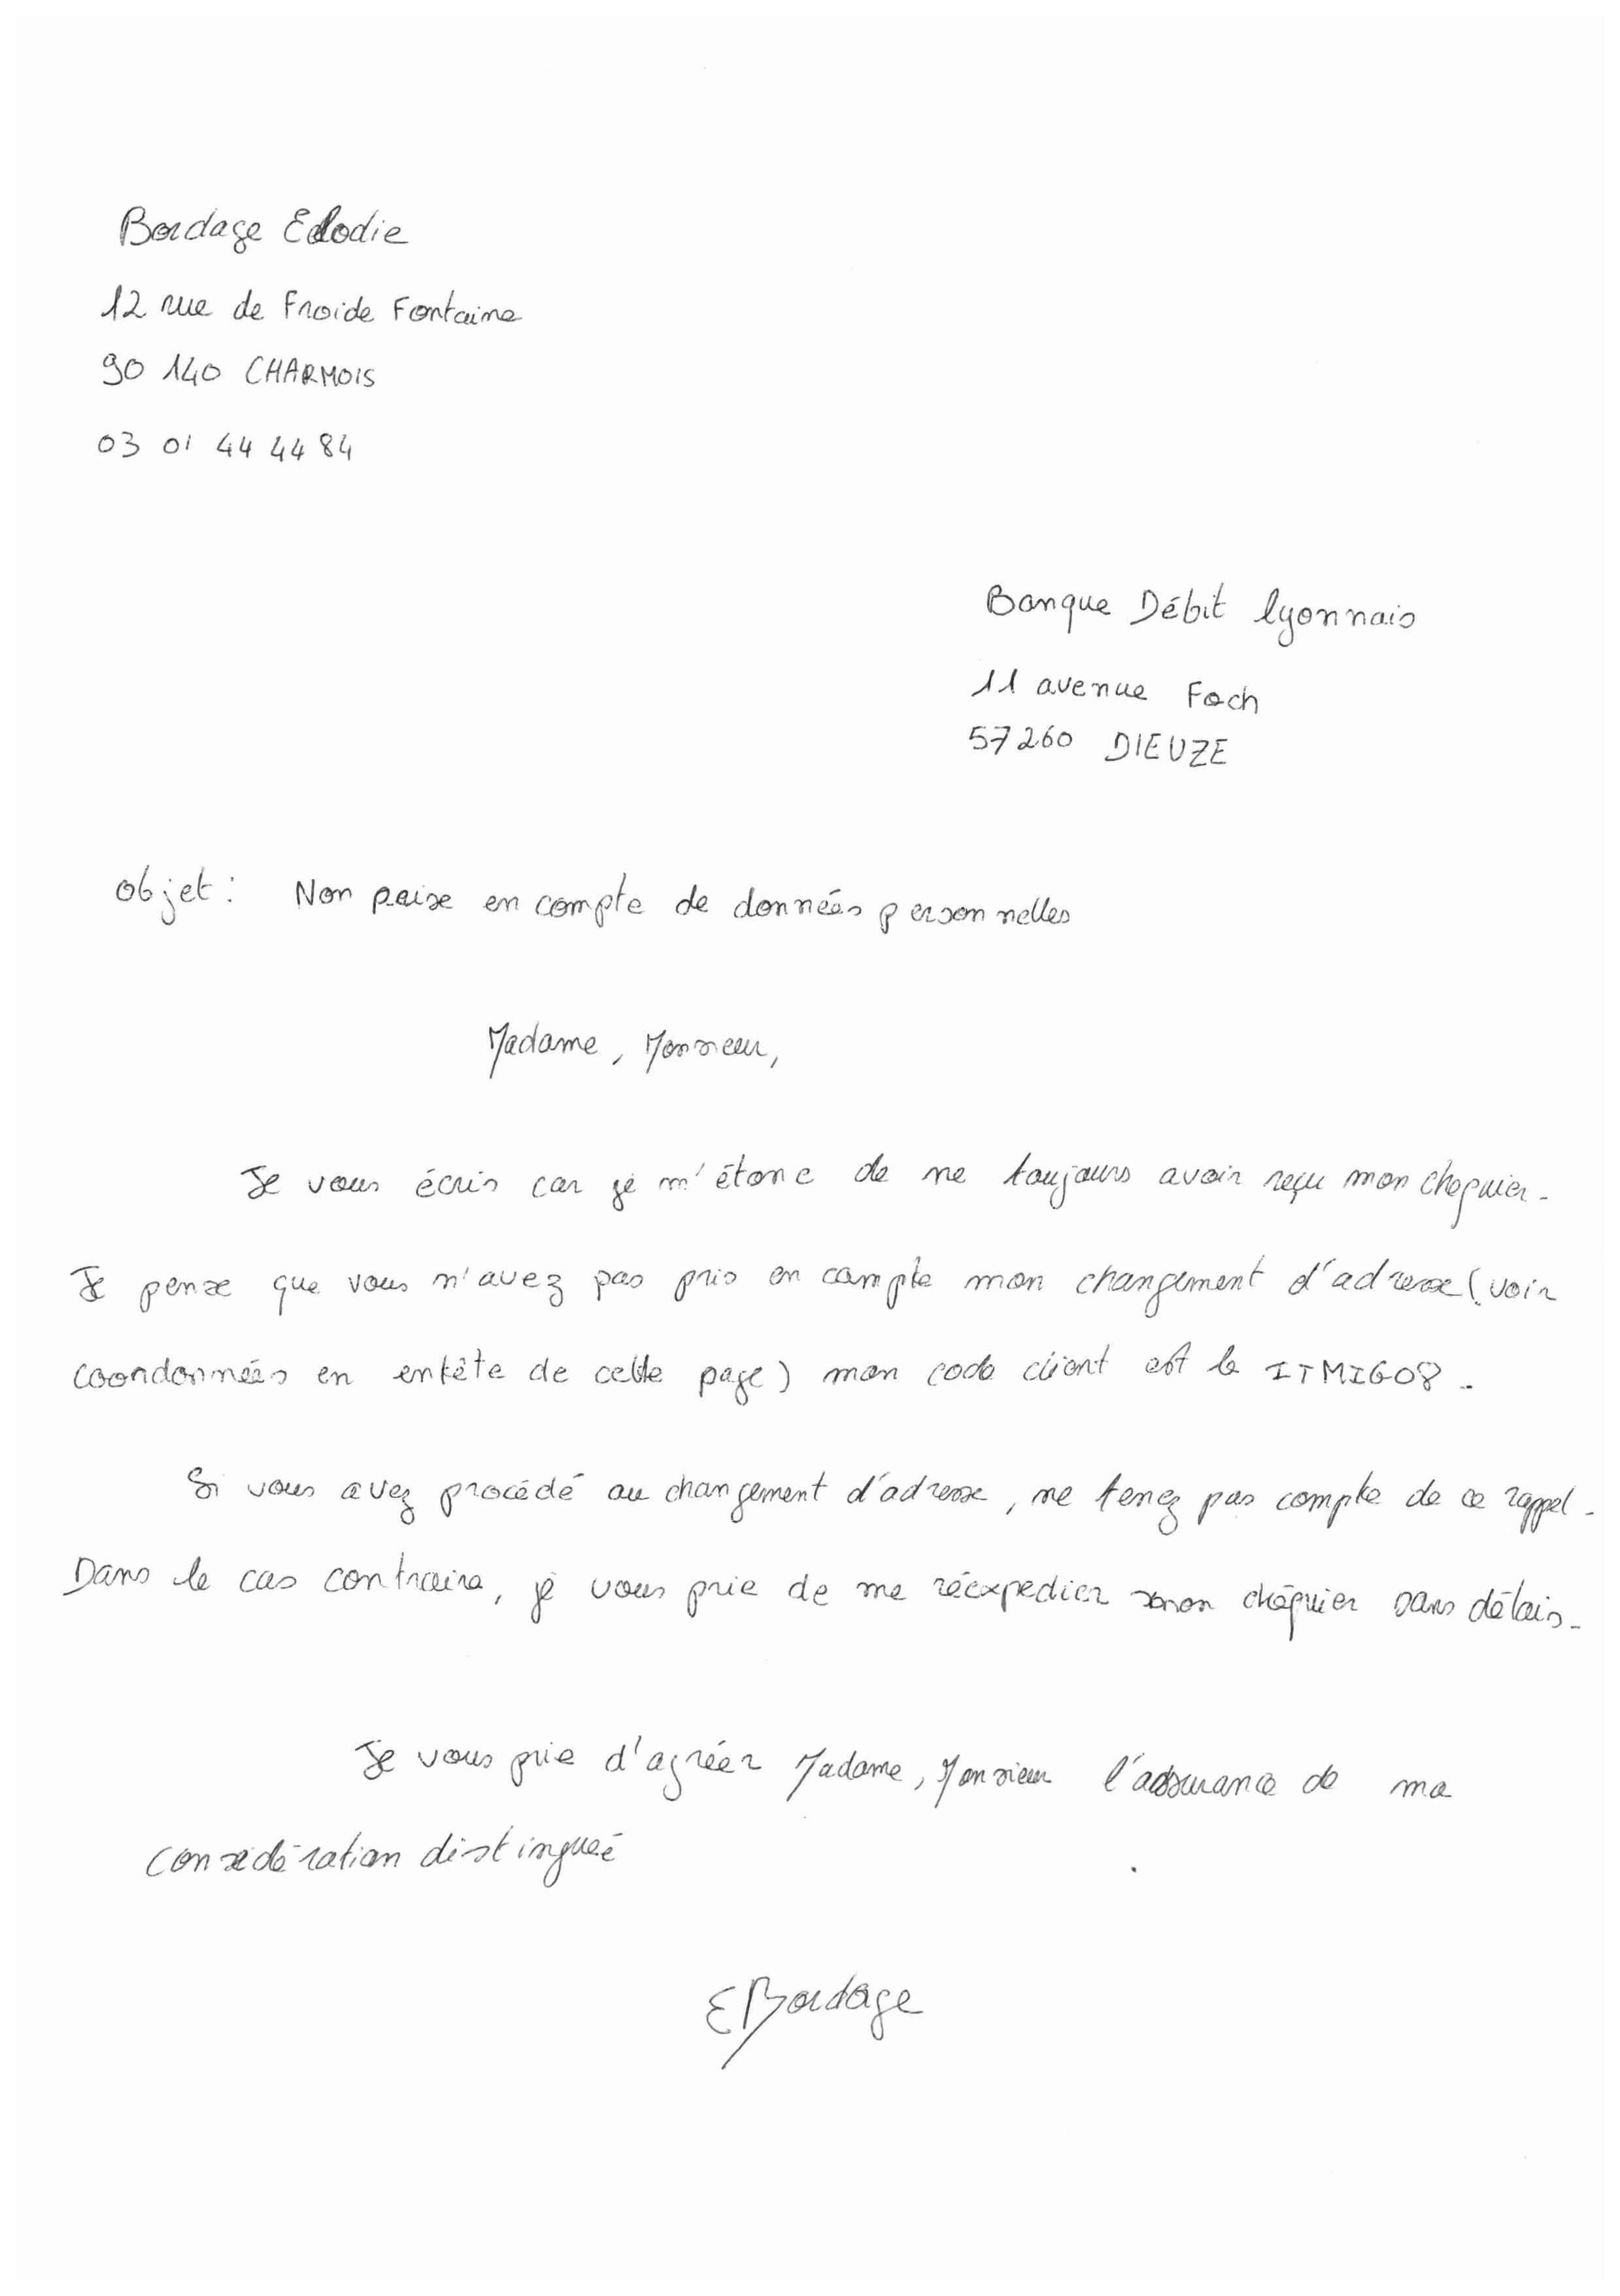 Bordage Elodie
12 rue de Froide Fontaine
90 140 CHARMOIS
03 01 44 44 84
Banque Débit lyonnais
11 avenue Foch
57260 DIEUZE
Objet : Non prise en compte de données personnelles
Madame, Monsieur,
Je vous écris car je m'étone de ne toujours avoir reçu mon chequier.
Je pense que vous n'avez pas pris en compte mon changement d'adresse (voir
coordonnées en entête de cette page) mon code client est le ITMIG08.
Si vous avez procédé au changement d'adresse, ne tenez pas compte de ce rappel.
Dans le cas contraire, je vous prie de me réexpedier mon chéquier sans délais.
Je vous prie d'agréer Madame, Monsieur l'assurance de ma
considération distinguée
EBordage